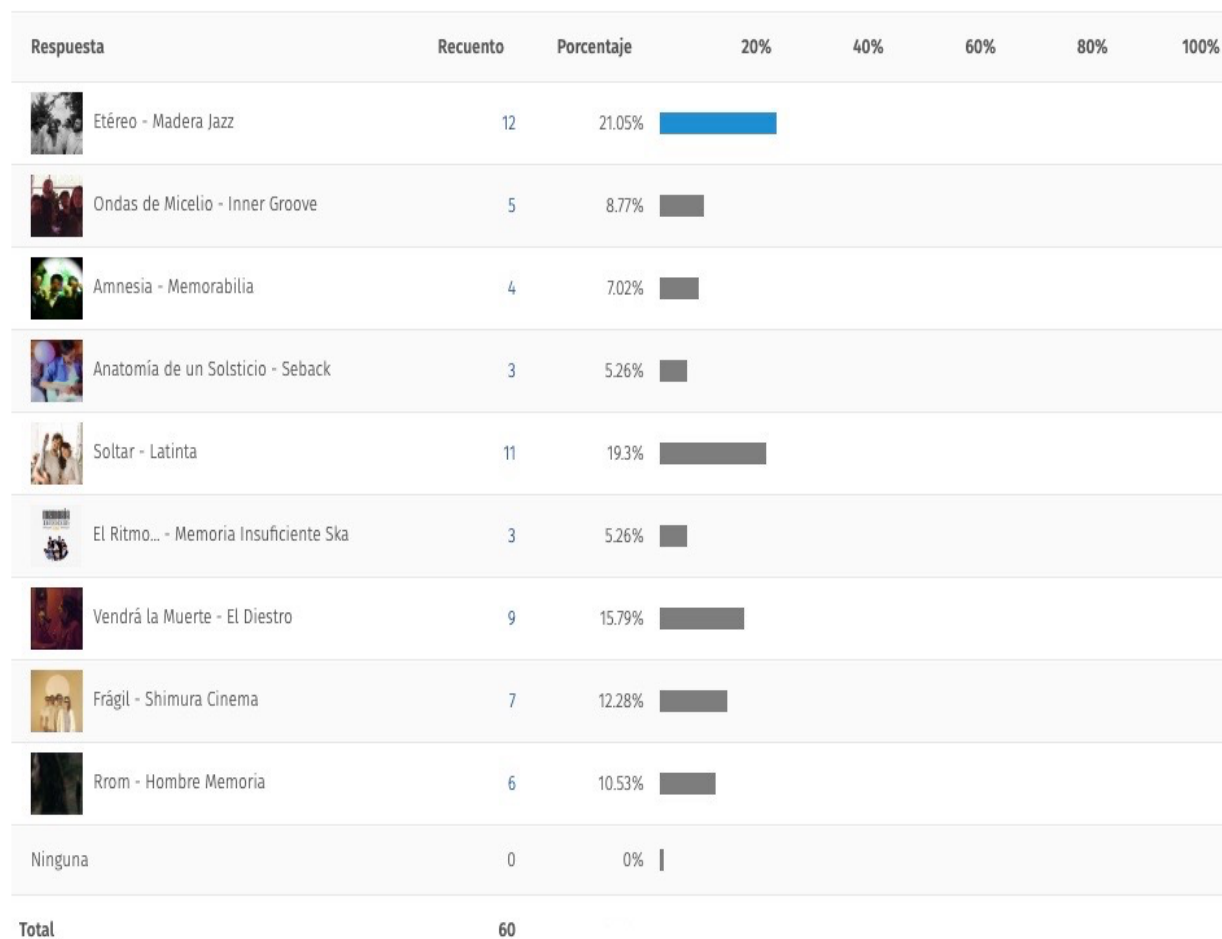 Respuesta Recuento Porcentaje 20% 40% 60% 80% 100%
Etéreo - Madera Jazz 12 21.05%
Ondas de Micelio - Inner Groove 5 8.77%
Amnesia - Memorabilia 4 7.02%
Anatomía de un Solsticio - Seback 3 5.26%
Soltar - Latinta 11 19.3%
El Ritmo... - Memoria Insuficiente Ska 3 5.26%
Vendrá la Muerte - El Diestro 9 15.79%
Frágil - Shimura Cinema 7 12.28%
Rrom - Hombre Memoria 6 10.53%
Ninguna 0 0%
Total 60